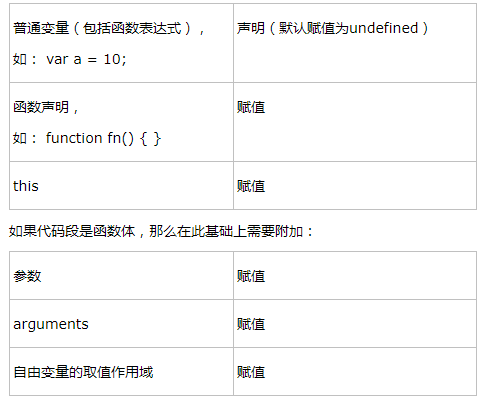 普通变量（包括函数表达式），
声明（默认赋值为undefined）
如： var a = 10;
函数声明，
赋值
如： function fn() { }
this
赋值
如果代码段是函数体，那么在此基础上需要附加：
参数
赋值
arguments
赋值
自由变量的取值作用域
赋值